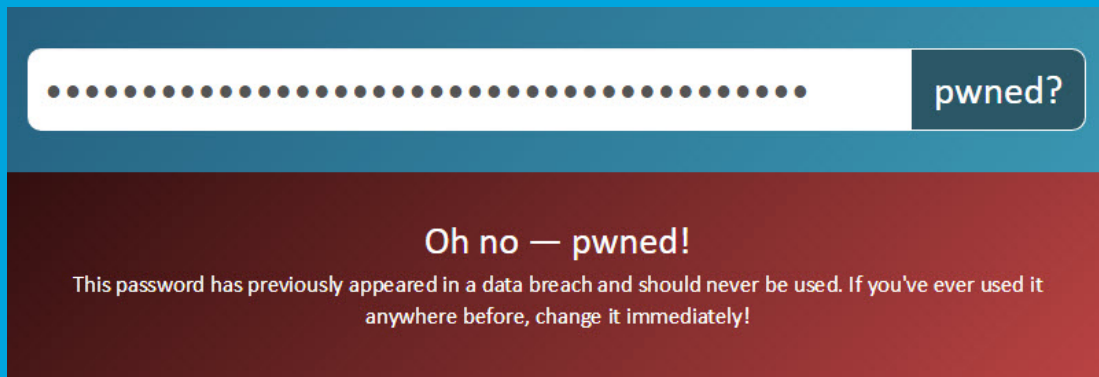 ●●●●●●●●●●●●●●●●●●●●●●●●●●●●●●●●●●●●●●●● pwned?
Oh no — pwned!
This password has previously appeared in a data breach and should never be used. If you've ever used it
anywhere before, change it immediately!